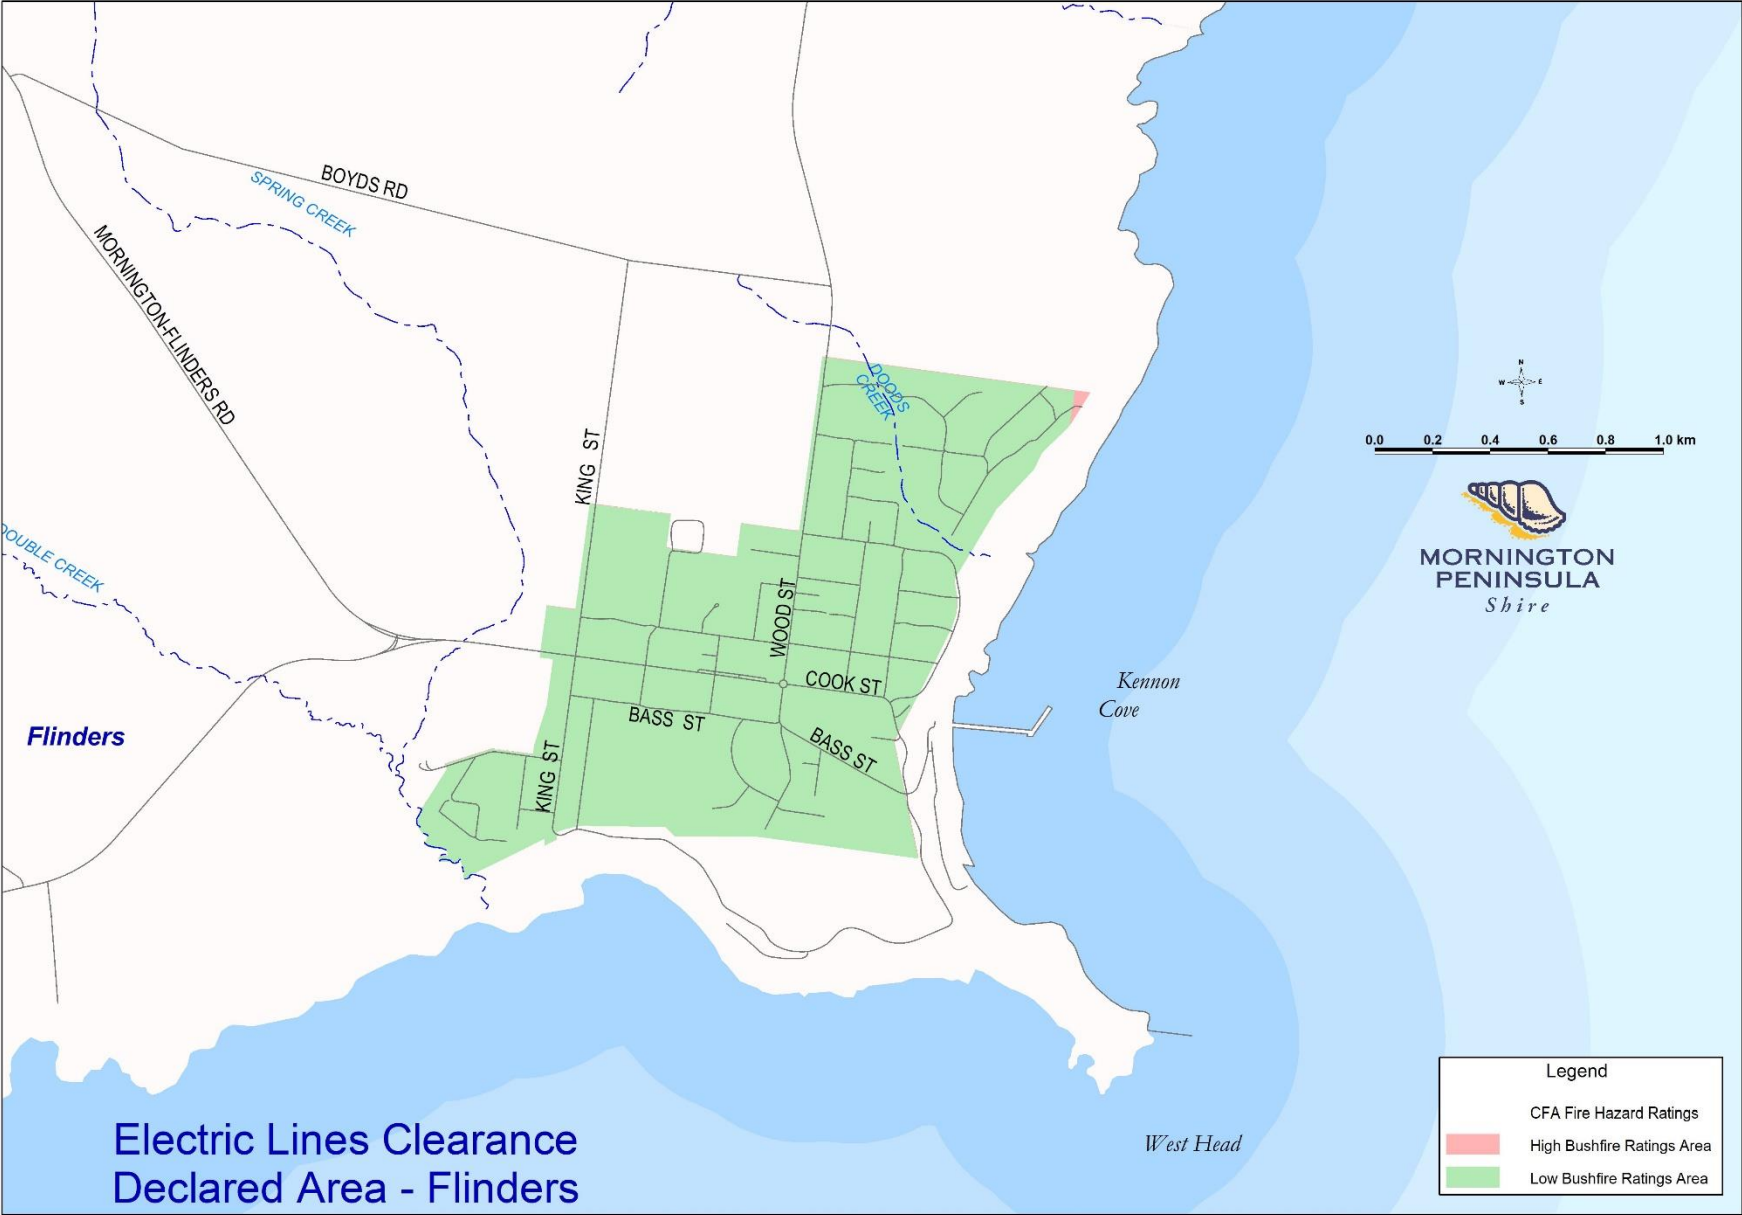 BOYDS RD
SPRING CREEK
MORNINGTON-FLINDERS RD
DOODS
CREEK
N
W E
S
KING ST
0.0 0.2 0.4 0.6 0.8 1.0 km
DOUBLE CREEK
MORNINGTON
PENINSULA
Shire
WOOD ST
COOK ST
Kennon
Cove
BASS ST
Flinders
BASS ST
KING ST
Legend
CFA Fire Hazard Ratings
High Bushfire Ratings Area
Low Bushfire Ratings Area
West Head
Electric Lines Clearance
Declared Area - Flinders